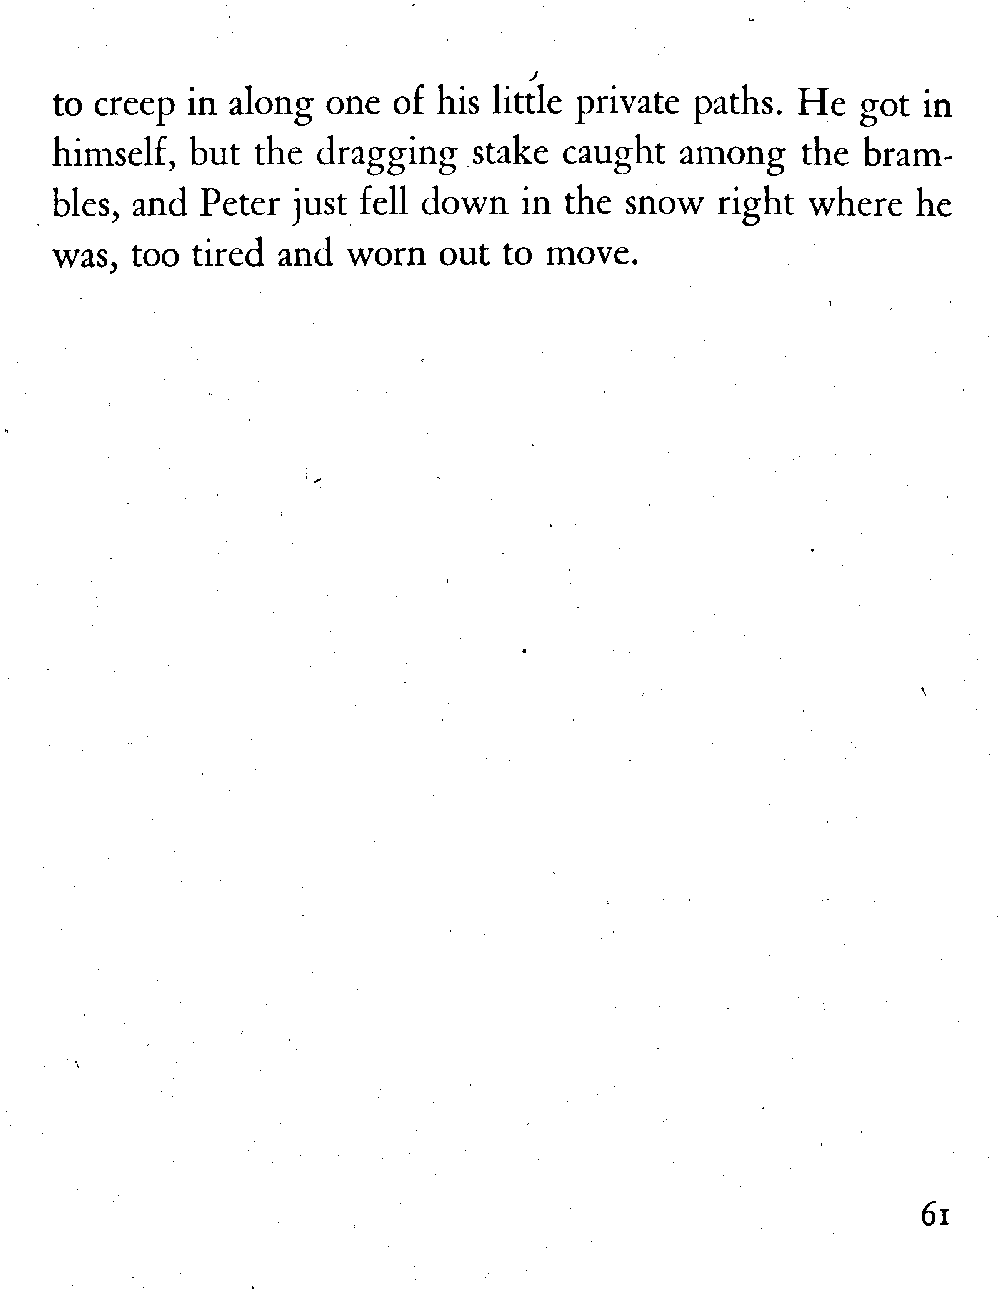 to creep in along one of his little private paths. He got in
himself, but the dragging stake caught among the bram-
bles, and Peter just fell down in the snow right where he
was, too tired and worn out to move.
61